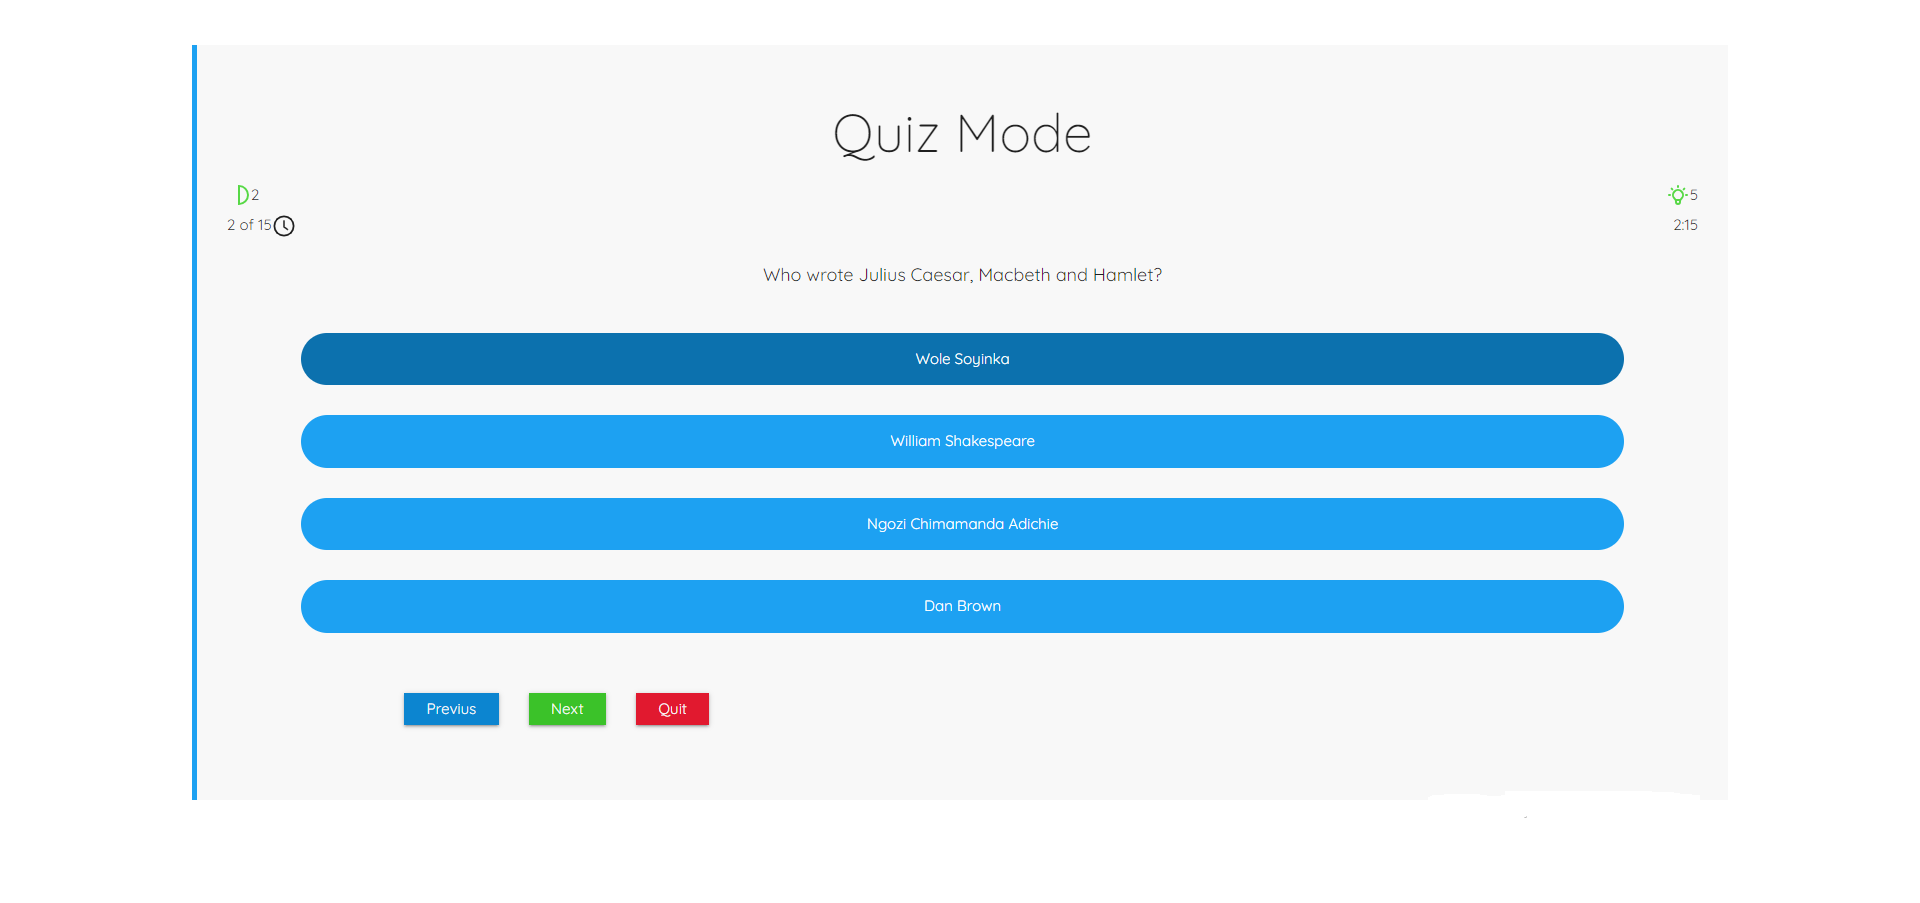 Quiz Mode
2
5
2 of 15
2:15
Who wrote Julius Caesar, Macbeth and Hamlet?
Wole Soyinka
William Shakespeare
Ngozi Chimamanda Adichie
Dan Brown
Previus
Next
Quit